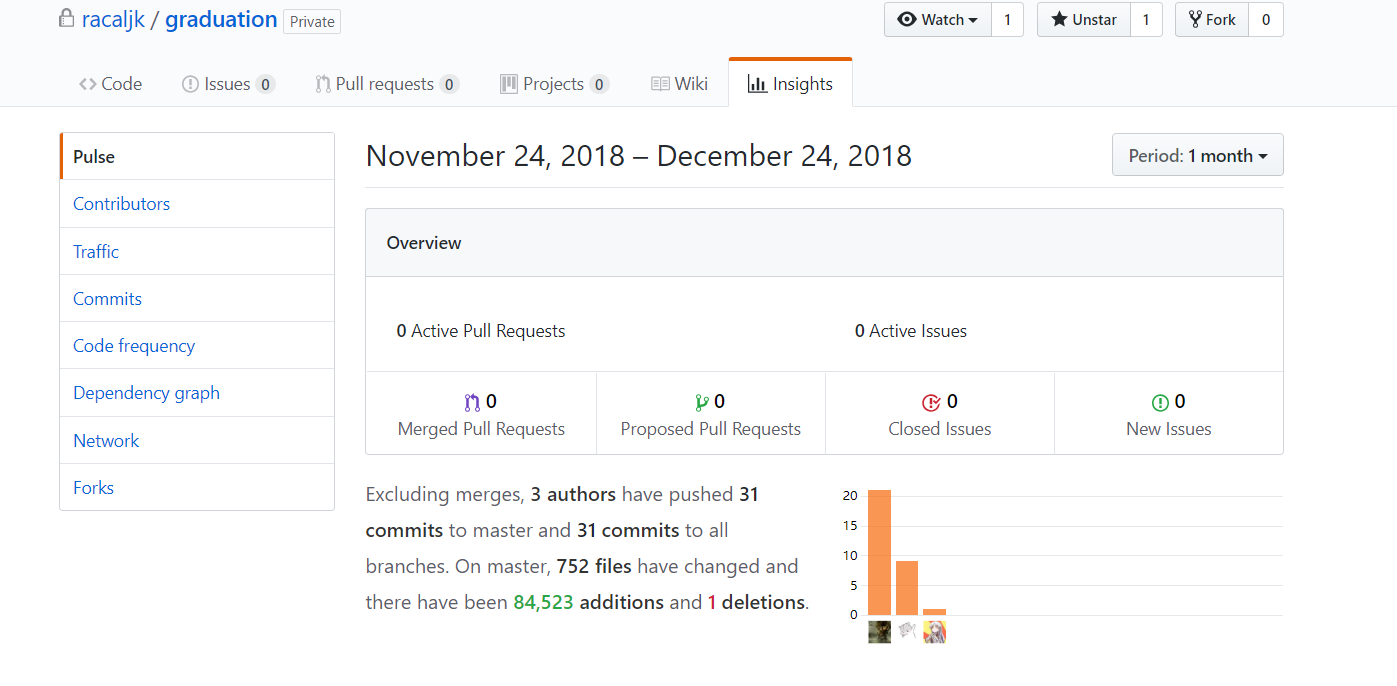 racaljk / graduation Private
Watch 1 Unstar 1 Fork 0
Code Issues 0 Pull requests 0 Projects 0 Wiki Insights
Pulse
Contributors
Traffic
Commits
Code frequency
Dependency graph
Network
Forks
November 24, 2018 – December 24, 2018
Period: 1 month
Overview
0 Active Pull Requests
0 Active Issues
0
Merged Pull Requests
0
Proposed Pull Requests
0
Closed Issues
0
New Issues
Excluding merges, 3 authors have pushed 31
commits to master and 31 commits to all
branches. On master, 752 files have changed and
there have been 84,523 additions and 1 deletions.
20
15
10
5
0